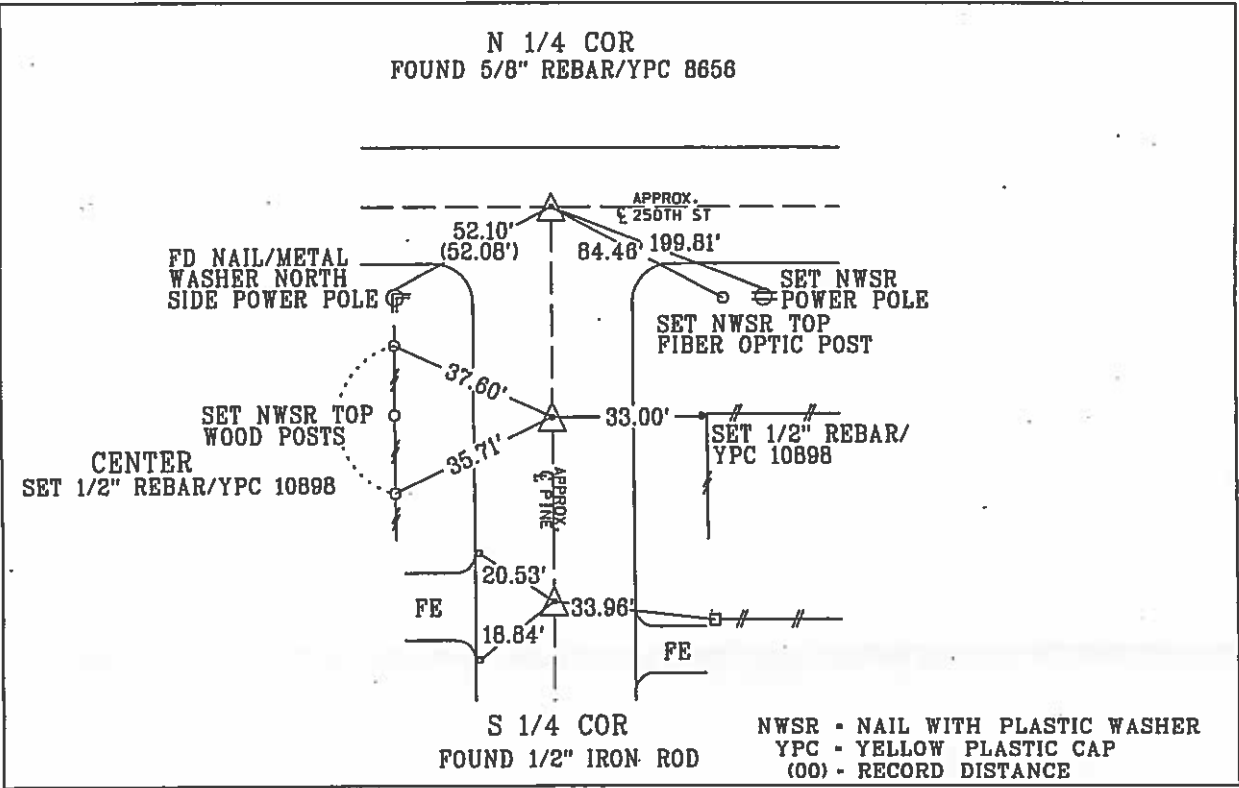 N 1/4 COR
FOUND 5/8" REBAR/YPC 8656
APPROX.
℄ 250TH ST
52.10'
(52.08')
84.46'
199.81'
FD NAIL/METAL
WASHER NORTH
SIDE POWER POLE
SET NWSR
POWER POLE
SET NWSR TOP
FIBER OPTIC POST
37.60'
SET NWSR TOP
WOOD POSTS
33.00'
SET 1/2" REBAR/
YPC 10898
35.71'
CENTER
SET 1/2" REBAR/YPC 10898
APPROX.
℄ PINE
20.53'
FE
33.96'
18.84'
FE
S 1/4 COR
FOUND 1/2" IRON ROD
NWSR - NAIL WITH PLASTIC WASHER
YPC - YELLOW PLASTIC CAP
(00) - RECORD DISTANCE